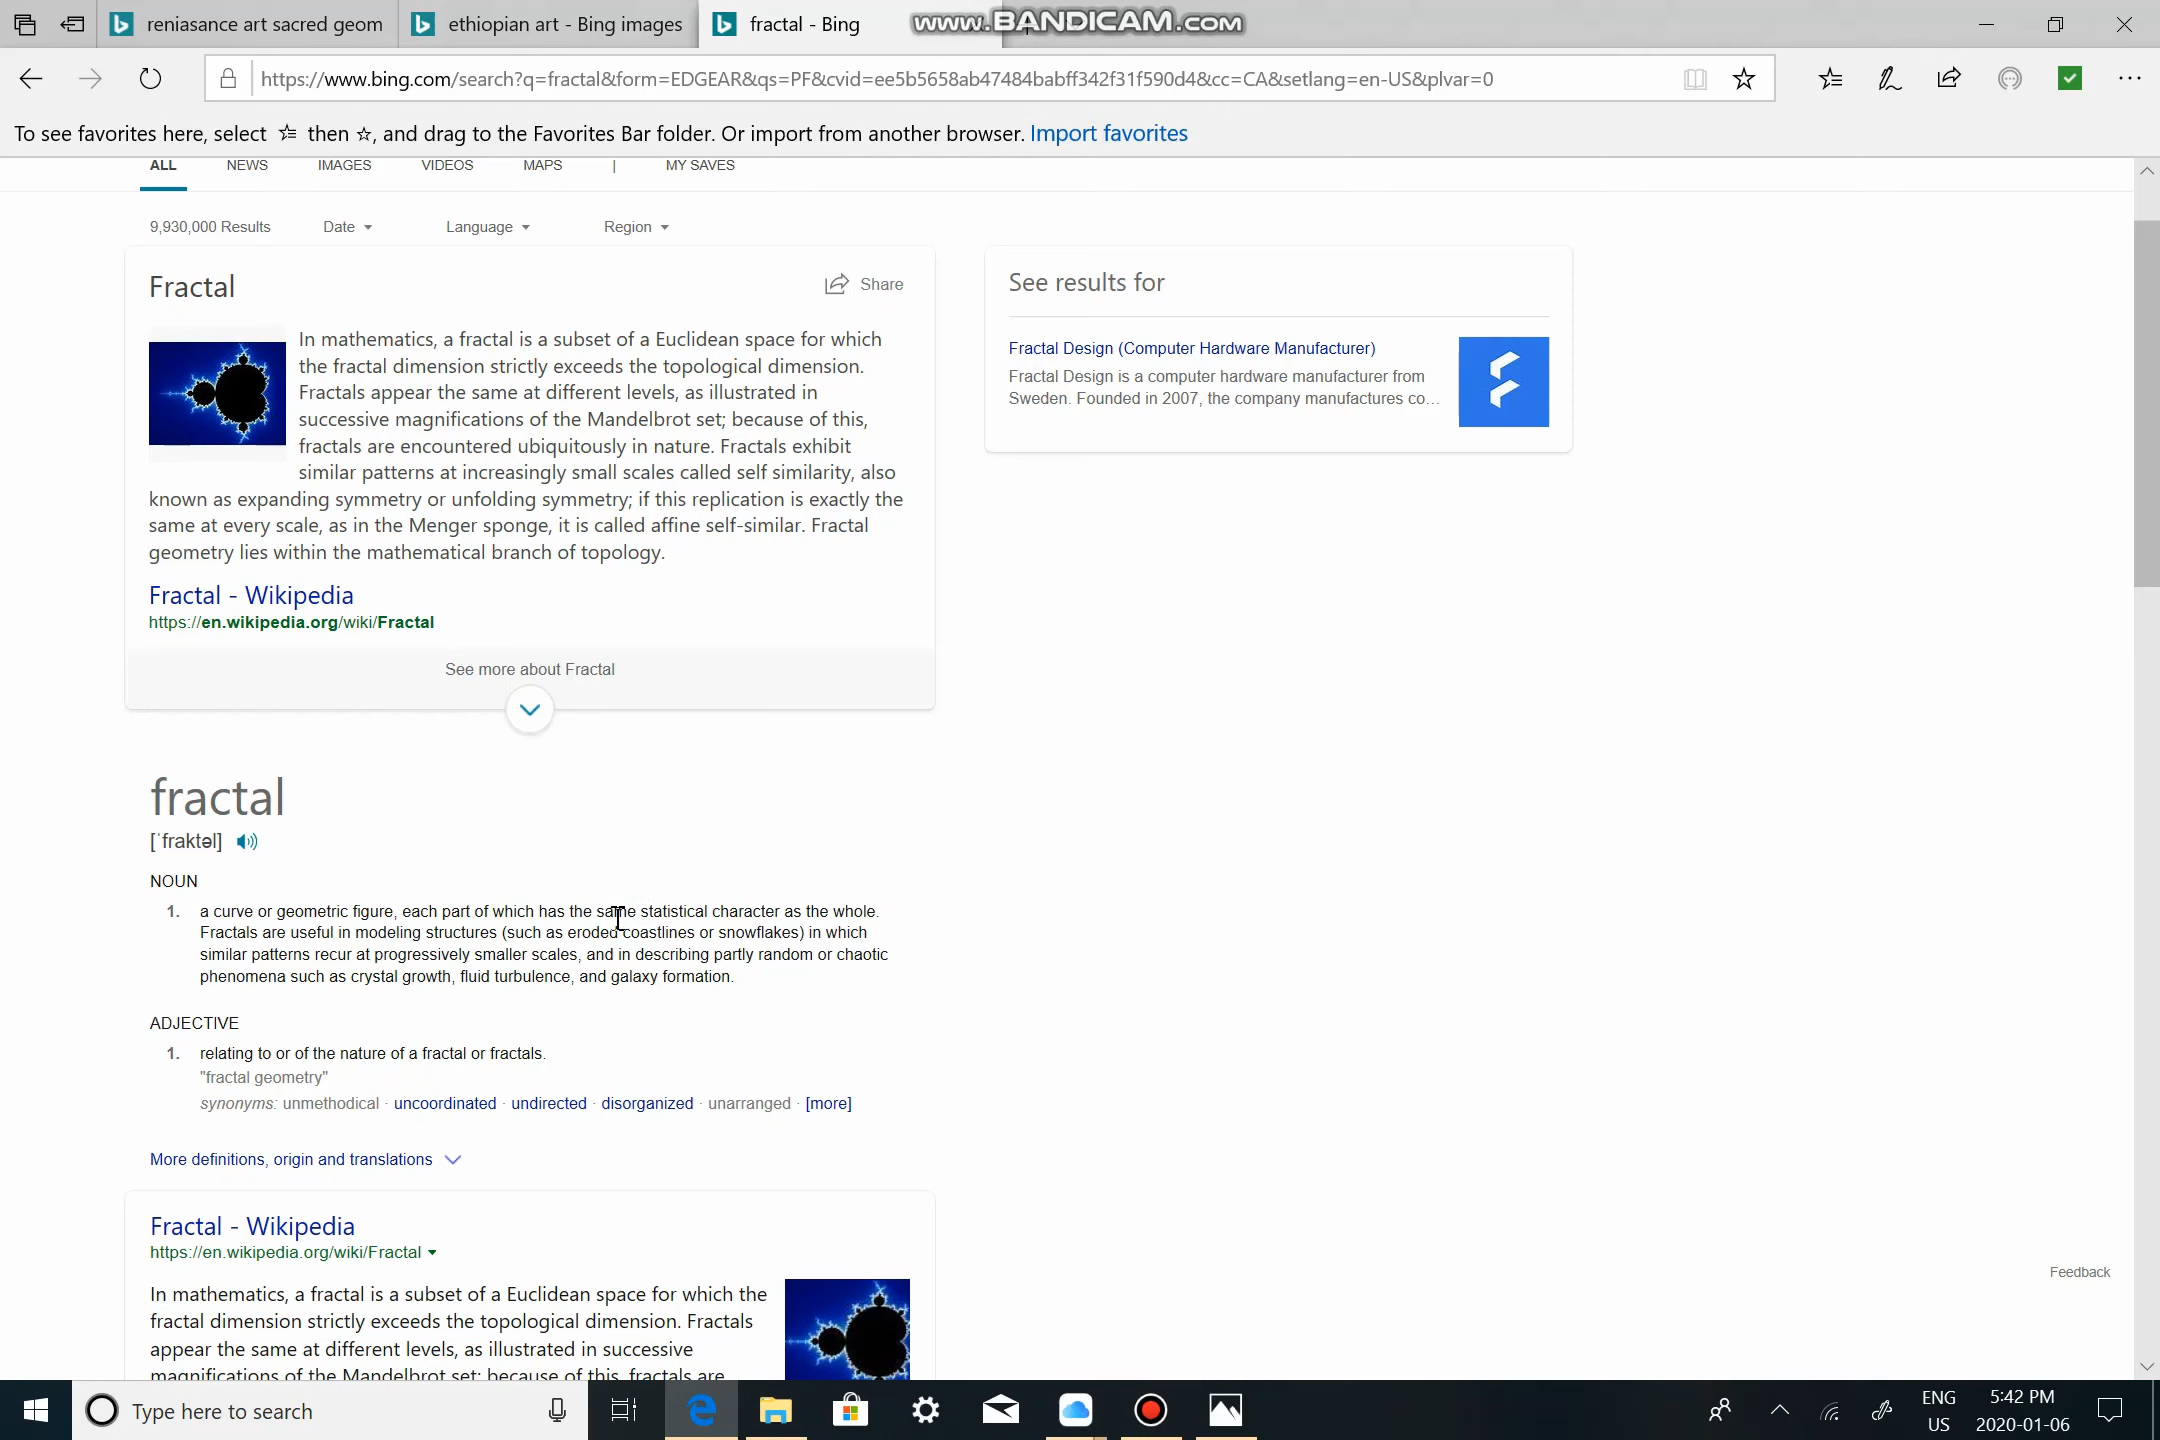 reniasance art sacred geom
ethiopian art - Bing images
fractal - Bing
www.BANDICAM.com
https://www.bing.com/search?q=fractal&form=EDGEAR&qs=PF&cvid=ee5b5658ab47484babff342f31f590d4&cc=CA&setlang=en-US&plvar=0
To see favorites here, select then , and drag to the Favorites Bar folder. Or import from another browser. Import favorites
ALL NEWS IMAGES VIDEOS MAPS | MY SAVES
9,930,000 Results Date Language Region
Fractal
Share
In mathematics, a fractal is a subset of a Euclidean space for which
the fractal dimension strictly exceeds the topological dimension.
Fractals appear the same at different levels, as illustrated in
successive magnifications of the Mandelbrot set; because of this,
fractals are encountered ubiquitously in nature. Fractals exhibit
similar patterns at increasingly small scales called self similarity, also
known as expanding symmetry or unfolding symmetry; if this replication is exactly the
same at every scale, as in the Menger sponge, it is called affine self-similar. Fractal
geometry lies within the mathematical branch of topology.
Fractal - Wikipedia
https://en.wikipedia.org/wiki/Fractal
See more about Fractal
See results for
Fractal Design (Computer Hardware Manufacturer)
Fractal Design is a computer hardware manufacturer from
Sweden. Founded in 2007, the company manufactures co...
fractal
[ˈfraktəl]
NOUN
1. a curve or geometric figure, each part of which has the same statistical character as the whole.
Fractals are useful in modeling structures (such as eroded coastlines or snowflakes) in which
similar patterns recur at progressively smaller scales, and in describing partly random or chaotic
phenomena such as crystal growth, fluid turbulence, and galaxy formation.
ADJECTIVE
1. relating to or of the nature of a fractal or fractals.
"fractal geometry"
synonyms: unmethodical · uncoordinated · undirected · disorganized · unarranged · [more]
More definitions, origin and translations
Fractal - Wikipedia
https://en.wikipedia.org/wiki/Fractal
In mathematics, a fractal is a subset of a Euclidean space for which the
fractal dimension strictly exceeds the topological dimension. Fractals
appear the same at different levels, as illustrated in successive
magnifications of the Mandelbrot set; because of this, fractals are
Feedback
Type here to search
ENG
US
5:42 PM
2020-01-06